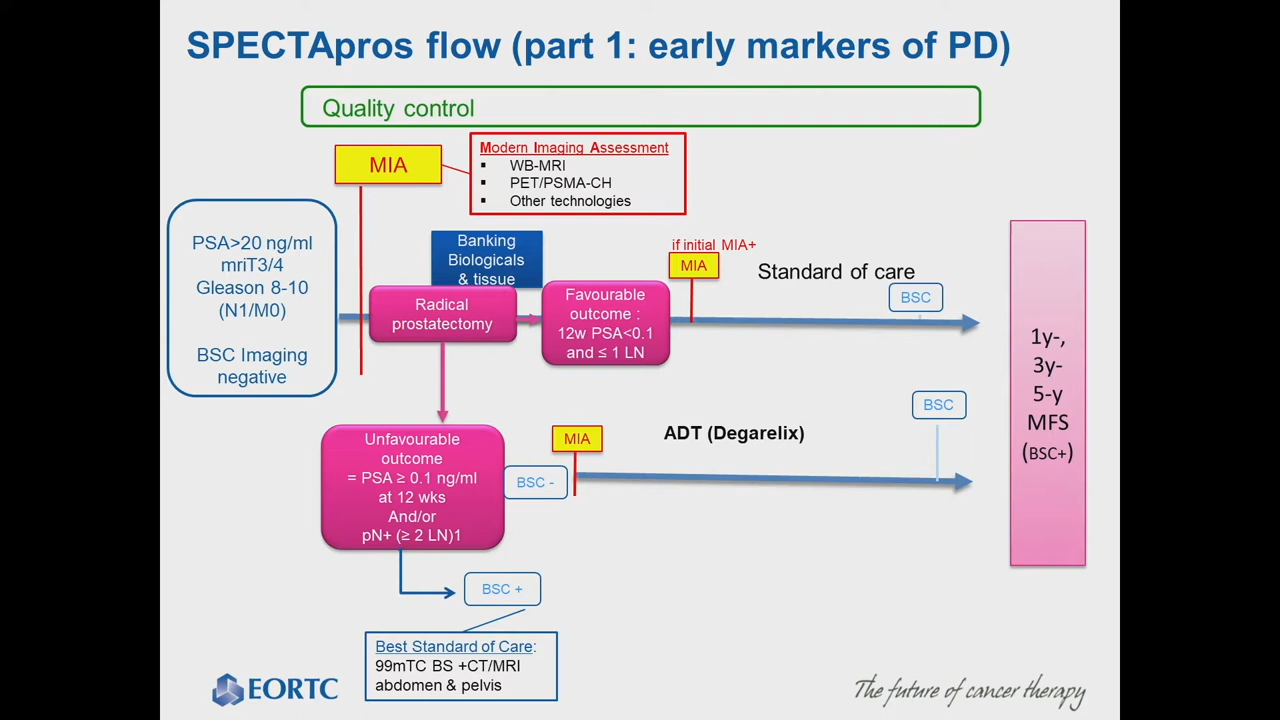 SPECTApros flow (part 1: early markers of PD)
Quality control
MIA
Modern Imaging Assessment
▪ WB-MRI
▪ PET/PSMA-CH
▪ Other technologies
PSA>20 ng/ml
mriT3/4
Gleason 8-10
(N1/M0)
BSC Imaging
negative
Banking
Biologicals
& tissue
Radical
prostatectomy
Favourable
outcome :
12w PSA<0.1
and ≤ 1 LN
if initial MIA+
MIA
Standard of care
BSC
1y-,
3y-
5-y
MFS
(BSC+)
Unfavourable
outcome
= PSA ≥ 0.1 ng/ml
at 12 wks
And/or
pN+ (≥ 2 LN)1
BSC -
MIA
ADT (Degarelix)
BSC
BSC +
Best Standard of Care:
99mTC BS +CT/MRI
abdomen & pelvis
EORTC
The future of cancer therapy